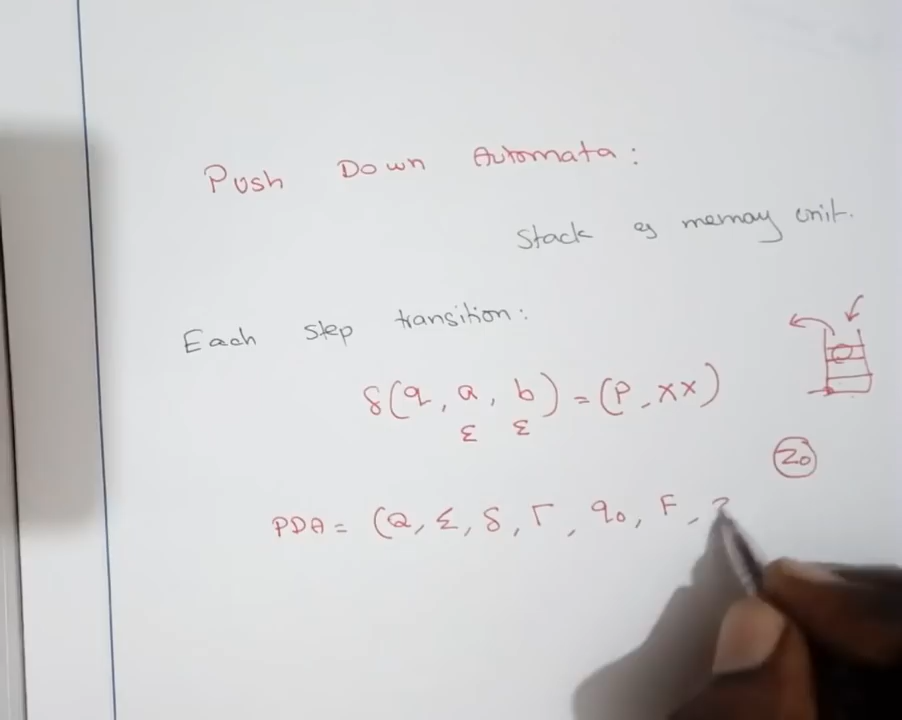 Push Down Automata:
Stack as memory unit.
Each step transition:
δ(q, a, b) = (P, XX)
ε ε
Z0
PDA = (Q, Σ, δ, Γ, q0, F,